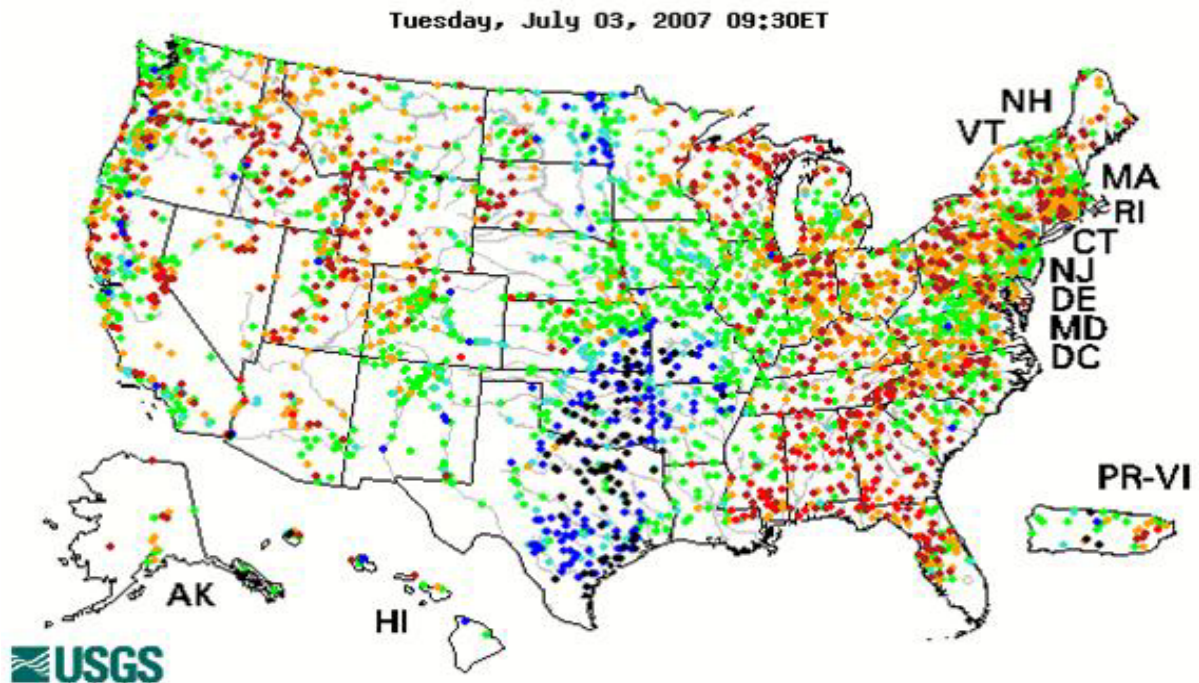 Tuesday, July 03, 2007 09:30ET
NH
VT
MA
RI
CT
NJ
DE
MD
DC
PR-VI
AK
HI
USGS